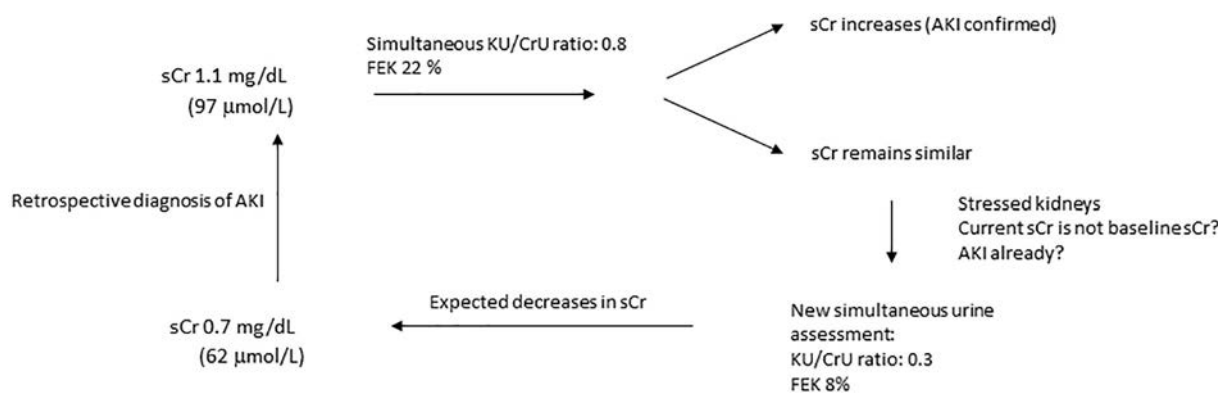 sCr 1.1 mg/dL
(97 μmol/L)
Simultaneous KU/CrU ratio: 0.8
FEK 22 %
sCr increases (AKI confirmed)
sCr remains similar
Stressed kidneys
Current sCr is not baseline sCr?
AKI already?
New simultaneous urine
assessment:
KU/CrU ratio: 0.3
FEK 8%
Expected decreases in sCr
sCr 0.7 mg/dL
(62 μmol/L)
Retrospective diagnosis of AKI